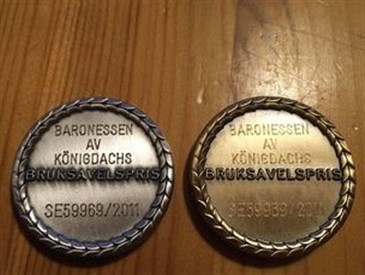 BARONESSEN
AV
KÖNIGDACHS
BRUKSAVELSPRIS
SE59969/2011
BARONESSEN
AV
KÖNIGDACHS
BRUKSAVELSPRIS
SE59969/2011